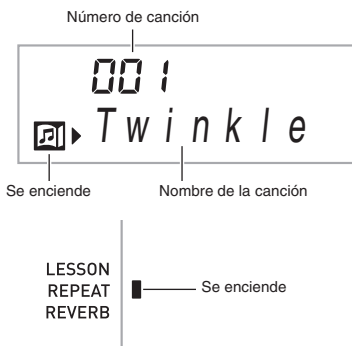 Número de canción
001
Twinkle
Se enciende
Nombre de la canción
LESSON
REPEAT
Se enciende
REVERB